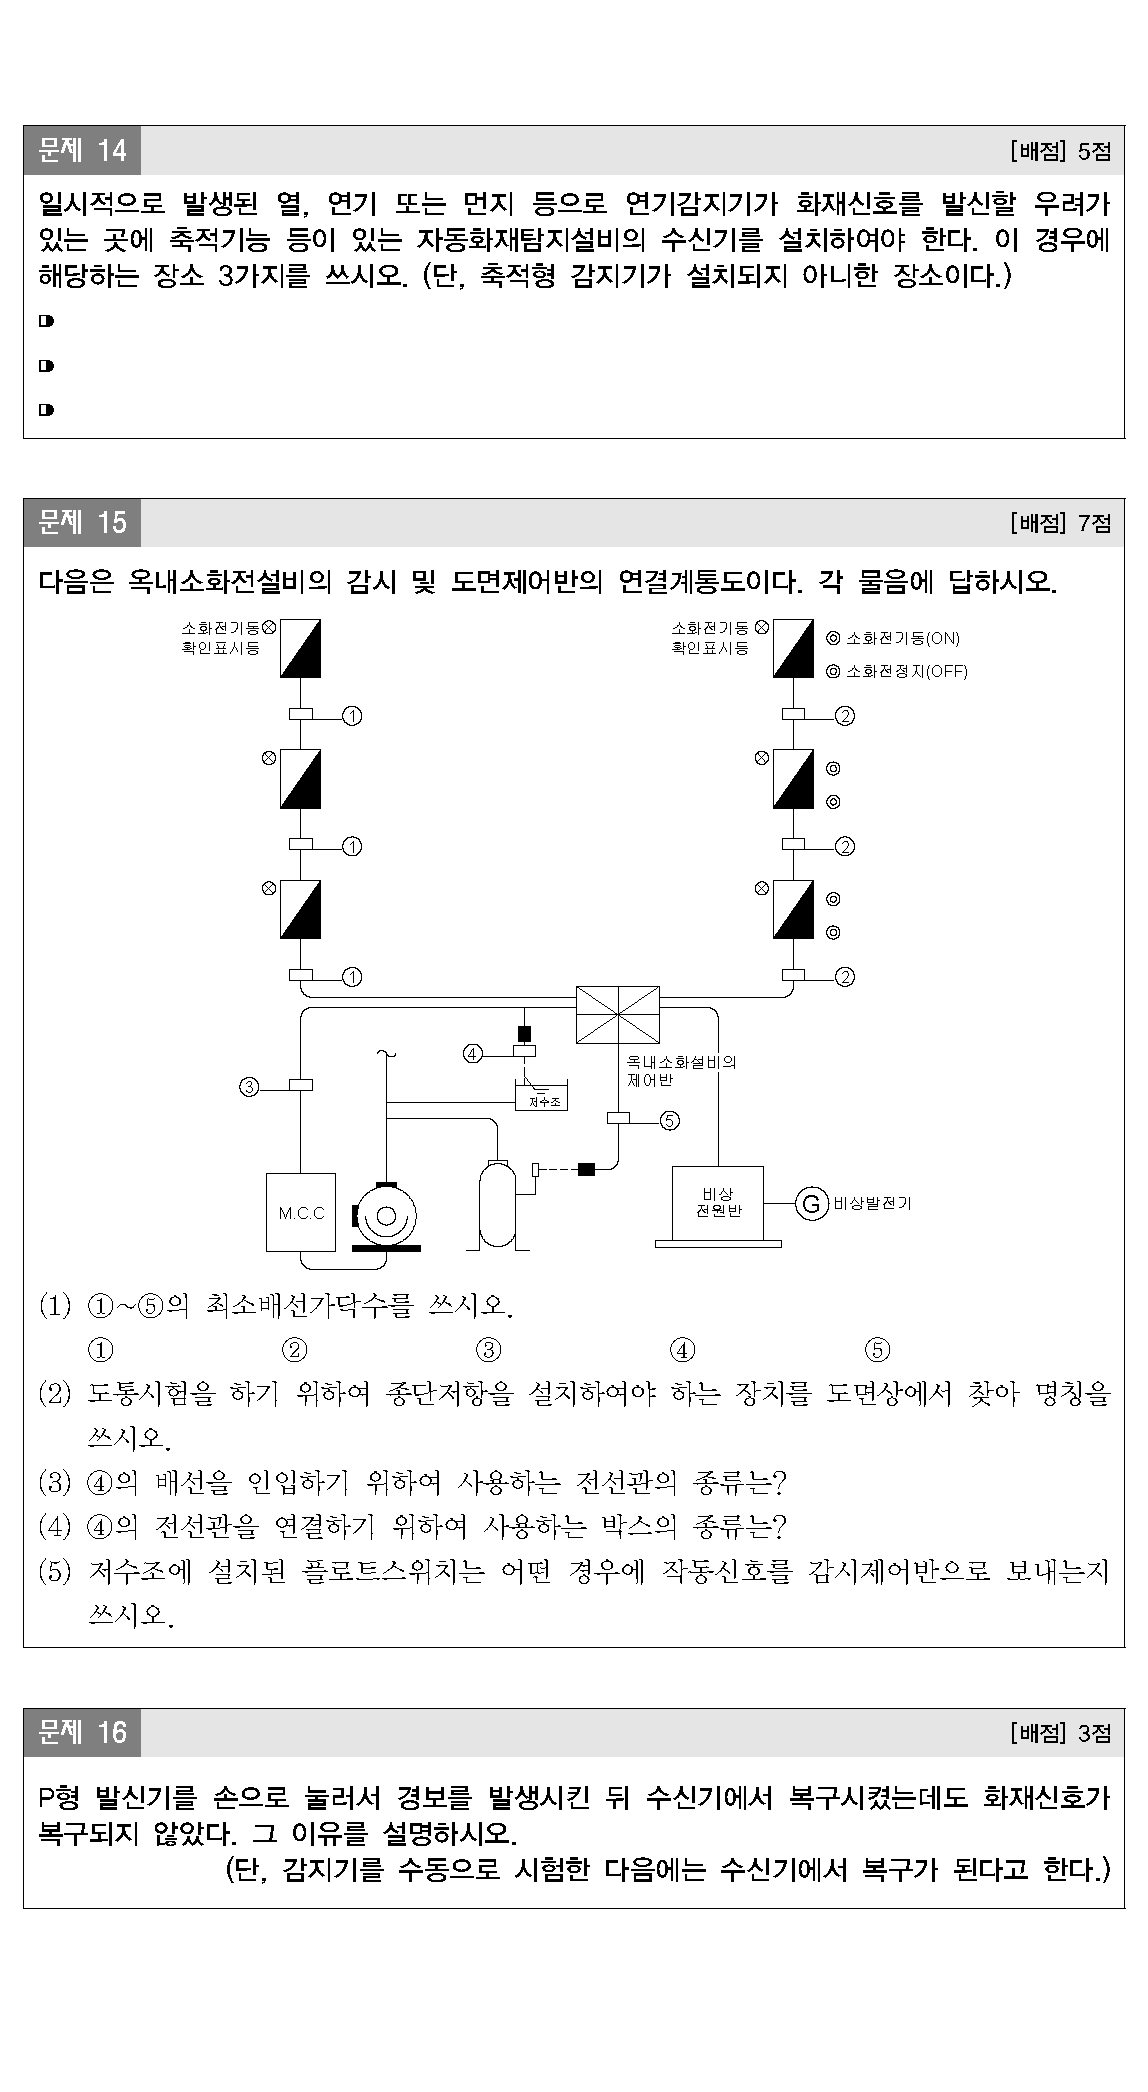 문제 14
[배점] 5점
일시적으로 발생된 열, 연기 또는 먼지 등으로 연기감지기가 화재신호를 발신할 우려가
있는 곳에 축적기능 등이 있는 자동화재탐지설비의 수신기를 설치하여야 한다. 이 경우에
해당하는 장소 3가지를 쓰시오. (단, 축적형 감지기가 설치되지 아니한 장소이다.)
문제 15
[배점] 7점
다음은 옥내소화전설비의 감시 및 도면제어반의 연결계통도이다. 각 물음에 답하시오.
소화전기동
확인표시등
소화전기동
확인표시등
소화전기동(ON)
소화전정지(OFF)
①
②
①
②
①
②
④
옥내소화설비의
제어반
③
저수조
⑤
M.C.C
비상
전원반
G
비상발전기
(1) ①~⑤의 최소배선가닥수를 쓰시오.
① ② ③ ④ ⑤
(2) 도통시험을 하기 위하여 종단저항을 설치하여야 하는 장치를 도면상에서 찾아 명칭을
쓰시오.
(3) ④의 배선을 인입하기 위하여 사용하는 전선관의 종류는?
(4) ④의 전선관을 연결하기 위하여 사용하는 박스의 종류는?
(5) 저수조에 설치된 플로트스위치는 어떤 경우에 작동신호를 감시제어반으로 보내는지
쓰시오.
문제 16
[배점] 3점
P형 발신기를 손으로 눌러서 경보를 발생시킨 뒤 수신기에서 복구시켰는데도 화재신호가
복구되지 않았다. 그 이유를 설명하시오.
(단, 감지기를 수동으로 시험한 다음에는 수신기에서 복구가 된다고 한다.)